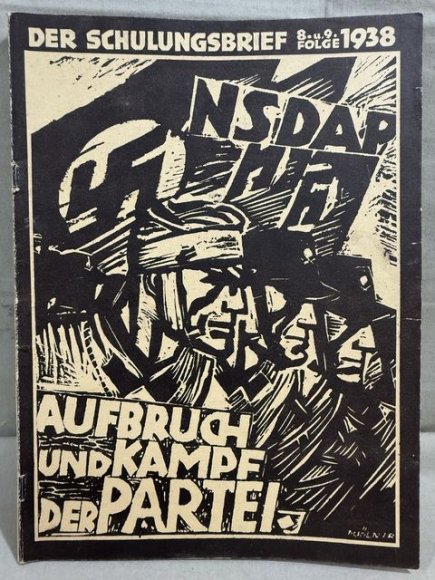 DER SCHULUNGSBRIEF 8. u. 9. FOLGE 1938
NSDAP
AUFBRUCH
UND KAMPF
DER PARTEI